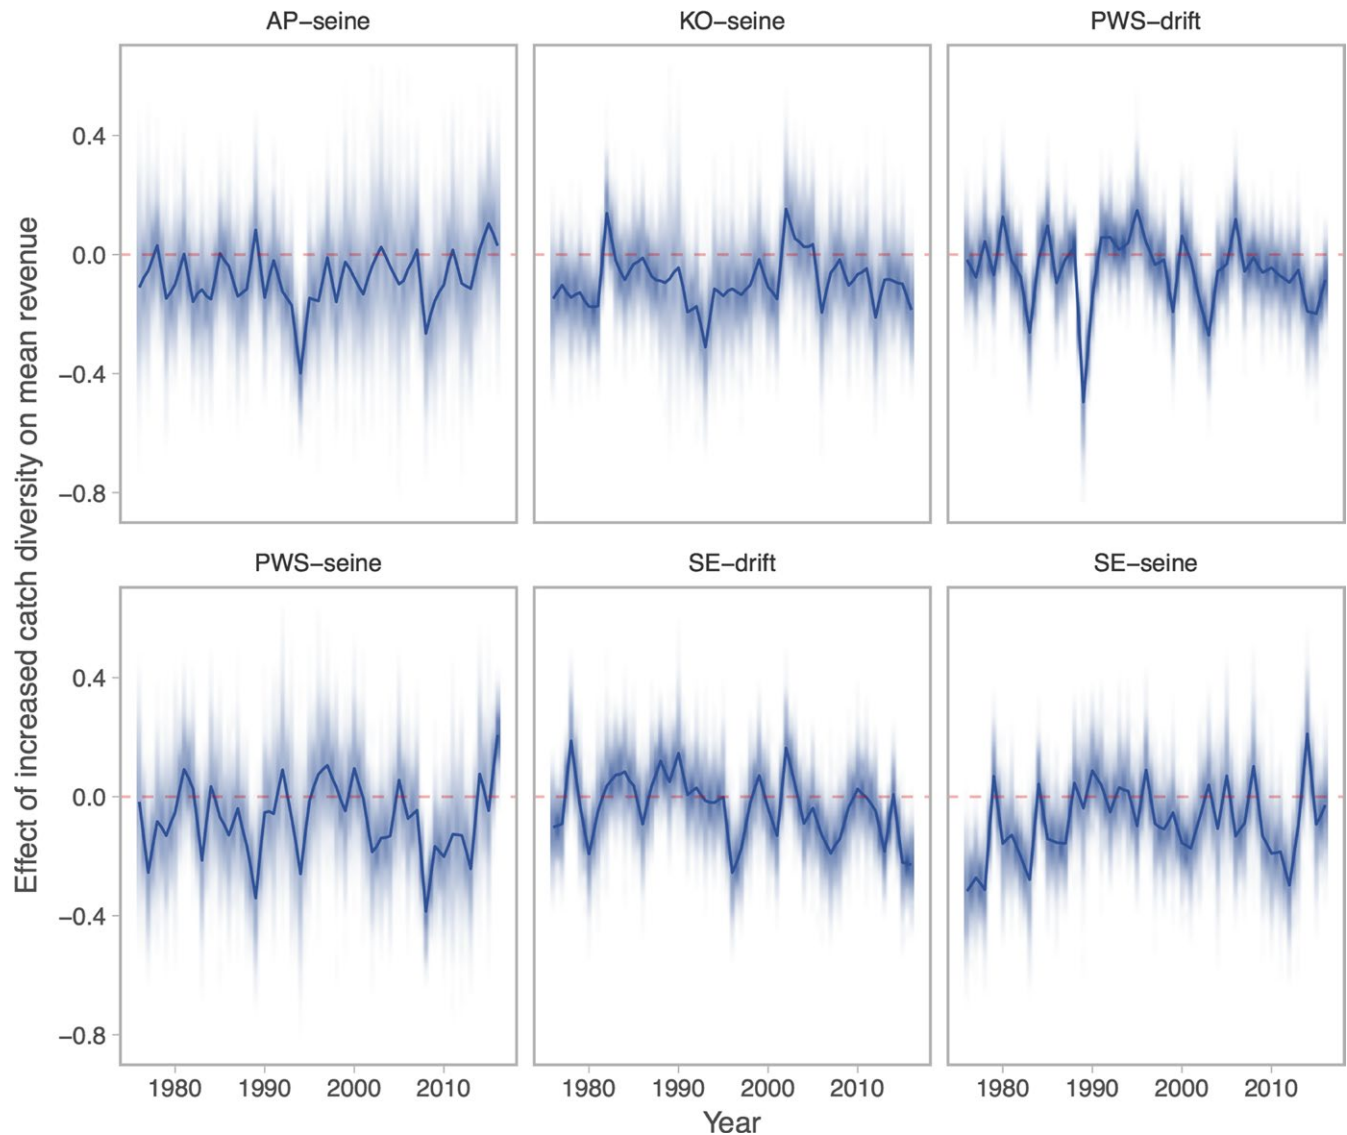 AP−seine
KO−seine
PWS−drift
0.4
0.0
−0.4
−0.8
PWS−seine
SE−drift
SE−seine
0.4
0.0
−0.4
−0.8
1980 1990 2000 2010
1980 1990 2000 2010
1980 1990 2000 2010
Year
Effect of increased catch diversity on mean revenue